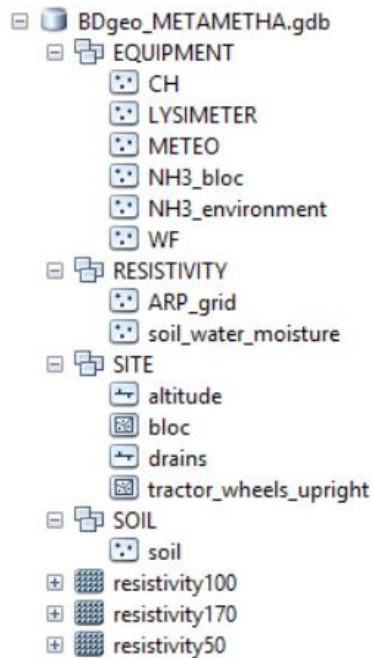 BDgeo_METAMETHA.gdb
EQUIPMENT
CH
LYSIMETER
METEO
NH3_bloc
NH3_environment
WF
RESISTIVITY
ARP_grid
soil_water_moisture
SITE
altitude
bloc
drains
tractor_wheels_upright
SOIL
soil
resistivity100
resistivity170
resistivity50